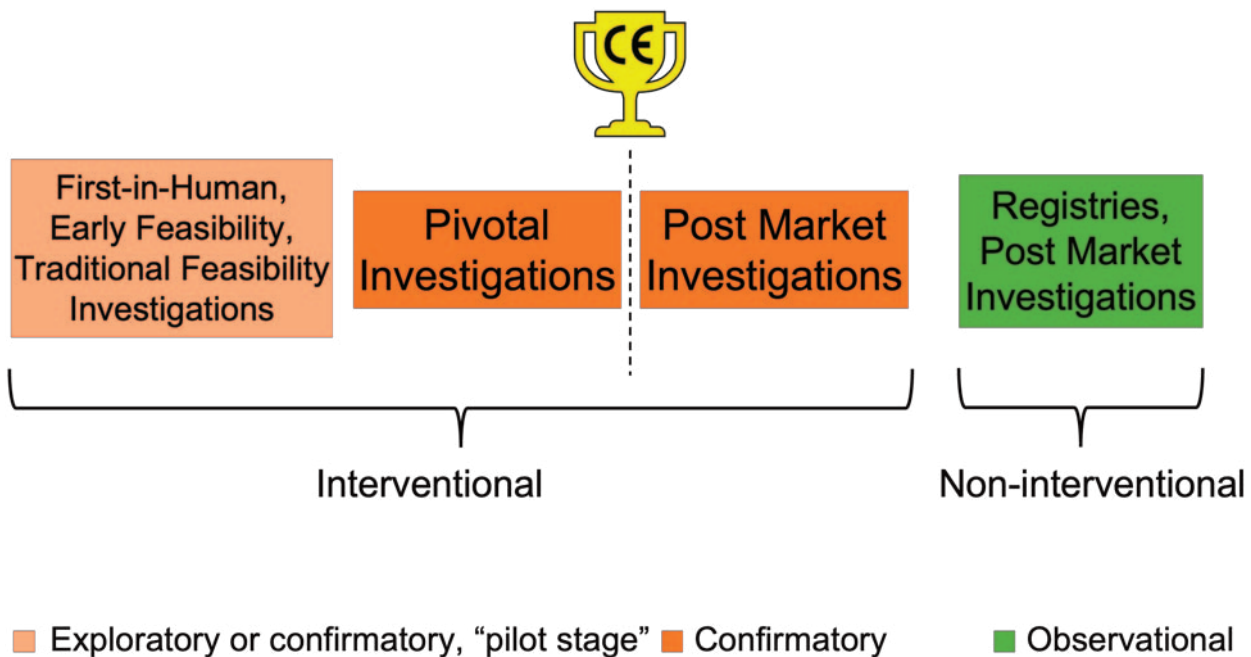 CE
First-in-Human,
Early Feasibility,
Traditional Feasibility
Investigations
Pivotal
Investigations
Post Market
Investigations
Registries,
Post Market
Investigations
Interventional
Non-interventional
Exploratory or confirmatory, “pilot stage”
Confirmatory
Observational